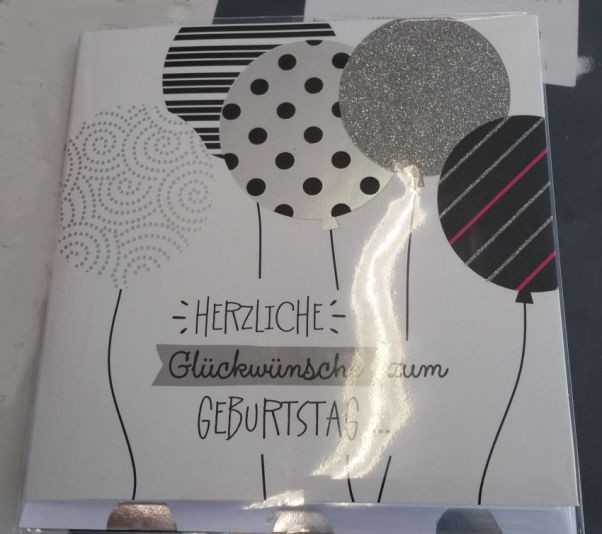 HERZLICHE
Glückwünsche zum
GEBURTSTAG ...